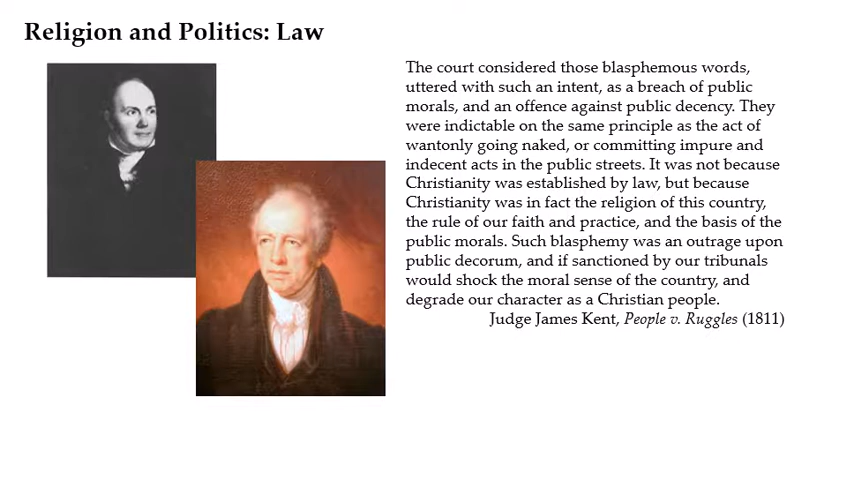 Religion and Politics: Law
The court considered those blasphemous words,
uttered with such an intent, as a breach of public
morals, and an offence against public decency. They
were indictable on the same principle as the act of
wantonly going naked, or committing impure and
indecent acts in the public streets. It was not because
Christianity was established by law, but because
Christianity was in fact the religion of this country,
the rule of our faith and practice, and the basis of the
public morals. Such blasphemy was an outrage upon
public decorum, and if sanctioned by our tribunals
would shock the moral sense of the country, and
degrade our character as a Christian people.
Judge James Kent, People v. Ruggles (1811)